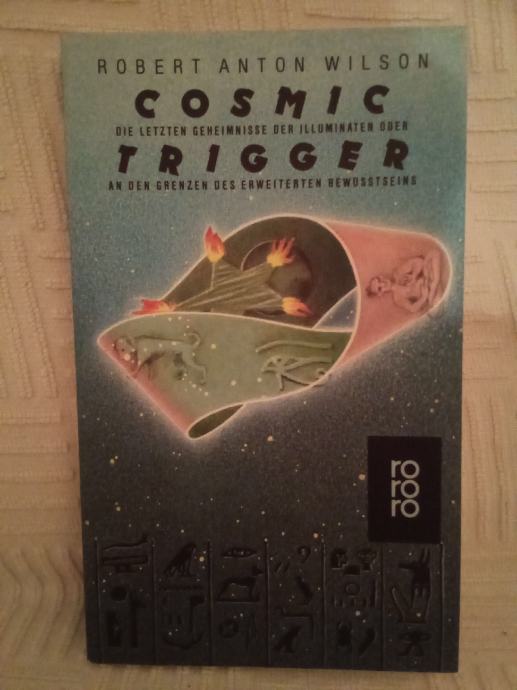 ROBERT ANTON WILSON
COSMIC
DIE LETZTEN GEHEIMNISSE DER ILLUMINATEN ODER
TRIGGER
AN DEN GRENZEN DES ERWEITERTEN BEWUSSTSEINS
ro
ro
ro